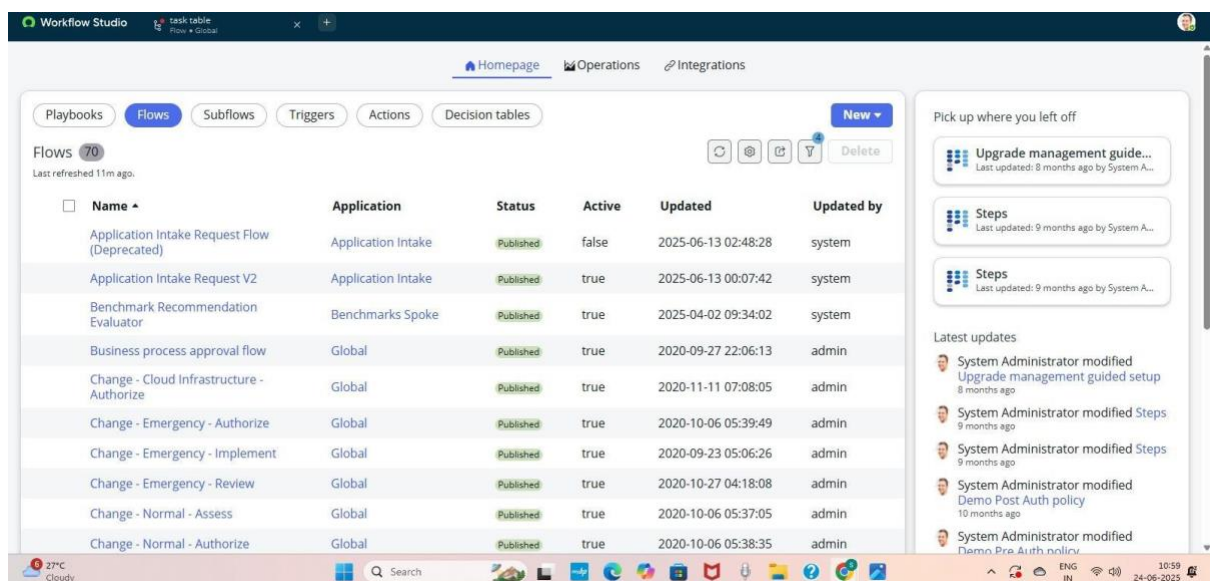 Workflow Studio
task table
Flow • Global
Homepage Operations Integrations
Playbooks Flows Subflows Triggers Actions Decision tables New
Flows 70
4
Delete
Last refreshed 11m ago.
Name Application Status Active Updated Updated by
Application Intake Request Flow
(Deprecated)
Application Intake Published false 2025-06-13 02:48:28 system
Application Intake Request V2 Application Intake Published true 2025-06-13 00:07:42 system
Benchmark Recommendation
Evaluator
Benchmarks Spoke Published true 2025-04-02 09:34:02 system
Business process approval flow Global Published true 2020-09-27 22:06:13 admin
Change - Cloud Infrastructure -
Authorize
Global Published true 2020-11-11 07:08:05 admin
Change - Emergency - Authorize Global Published true 2020-10-06 05:39:49 admin
Change - Emergency - Implement Global Published true 2020-09-23 05:06:26 admin
Change - Emergency - Review Global Published true 2020-10-27 04:18:08 admin
Change - Normal - Assess Global Published true 2020-10-06 05:37:05 admin
Change - Normal - Authorize Global Published true 2020-10-06 05:38:35 admin
Pick up where you left off
Upgrade management guide...
Last updated: 8 months ago by System A...
Steps
Last updated: 9 months ago by System A...
Steps
Last updated: 9 months ago by System A...
Latest updates
System Administrator modified
Upgrade management guided setup
8 months ago
System Administrator modified Steps
9 months ago
System Administrator modified Steps
9 months ago
System Administrator modified
Demo Post Auth policy
10 months ago
System Administrator modified
Demo Pre Auth policy
6
27°C
Cloudy
Search
ENG
IN
10:59
24-06-2025